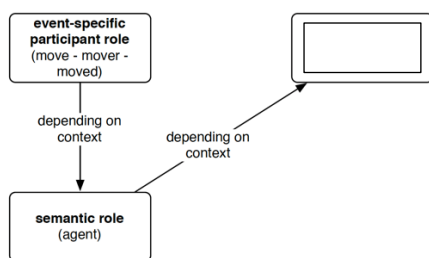 event-specific
participant role
(move - mover -
moved)
depending on
context
depending on
context
semantic role
(agent)